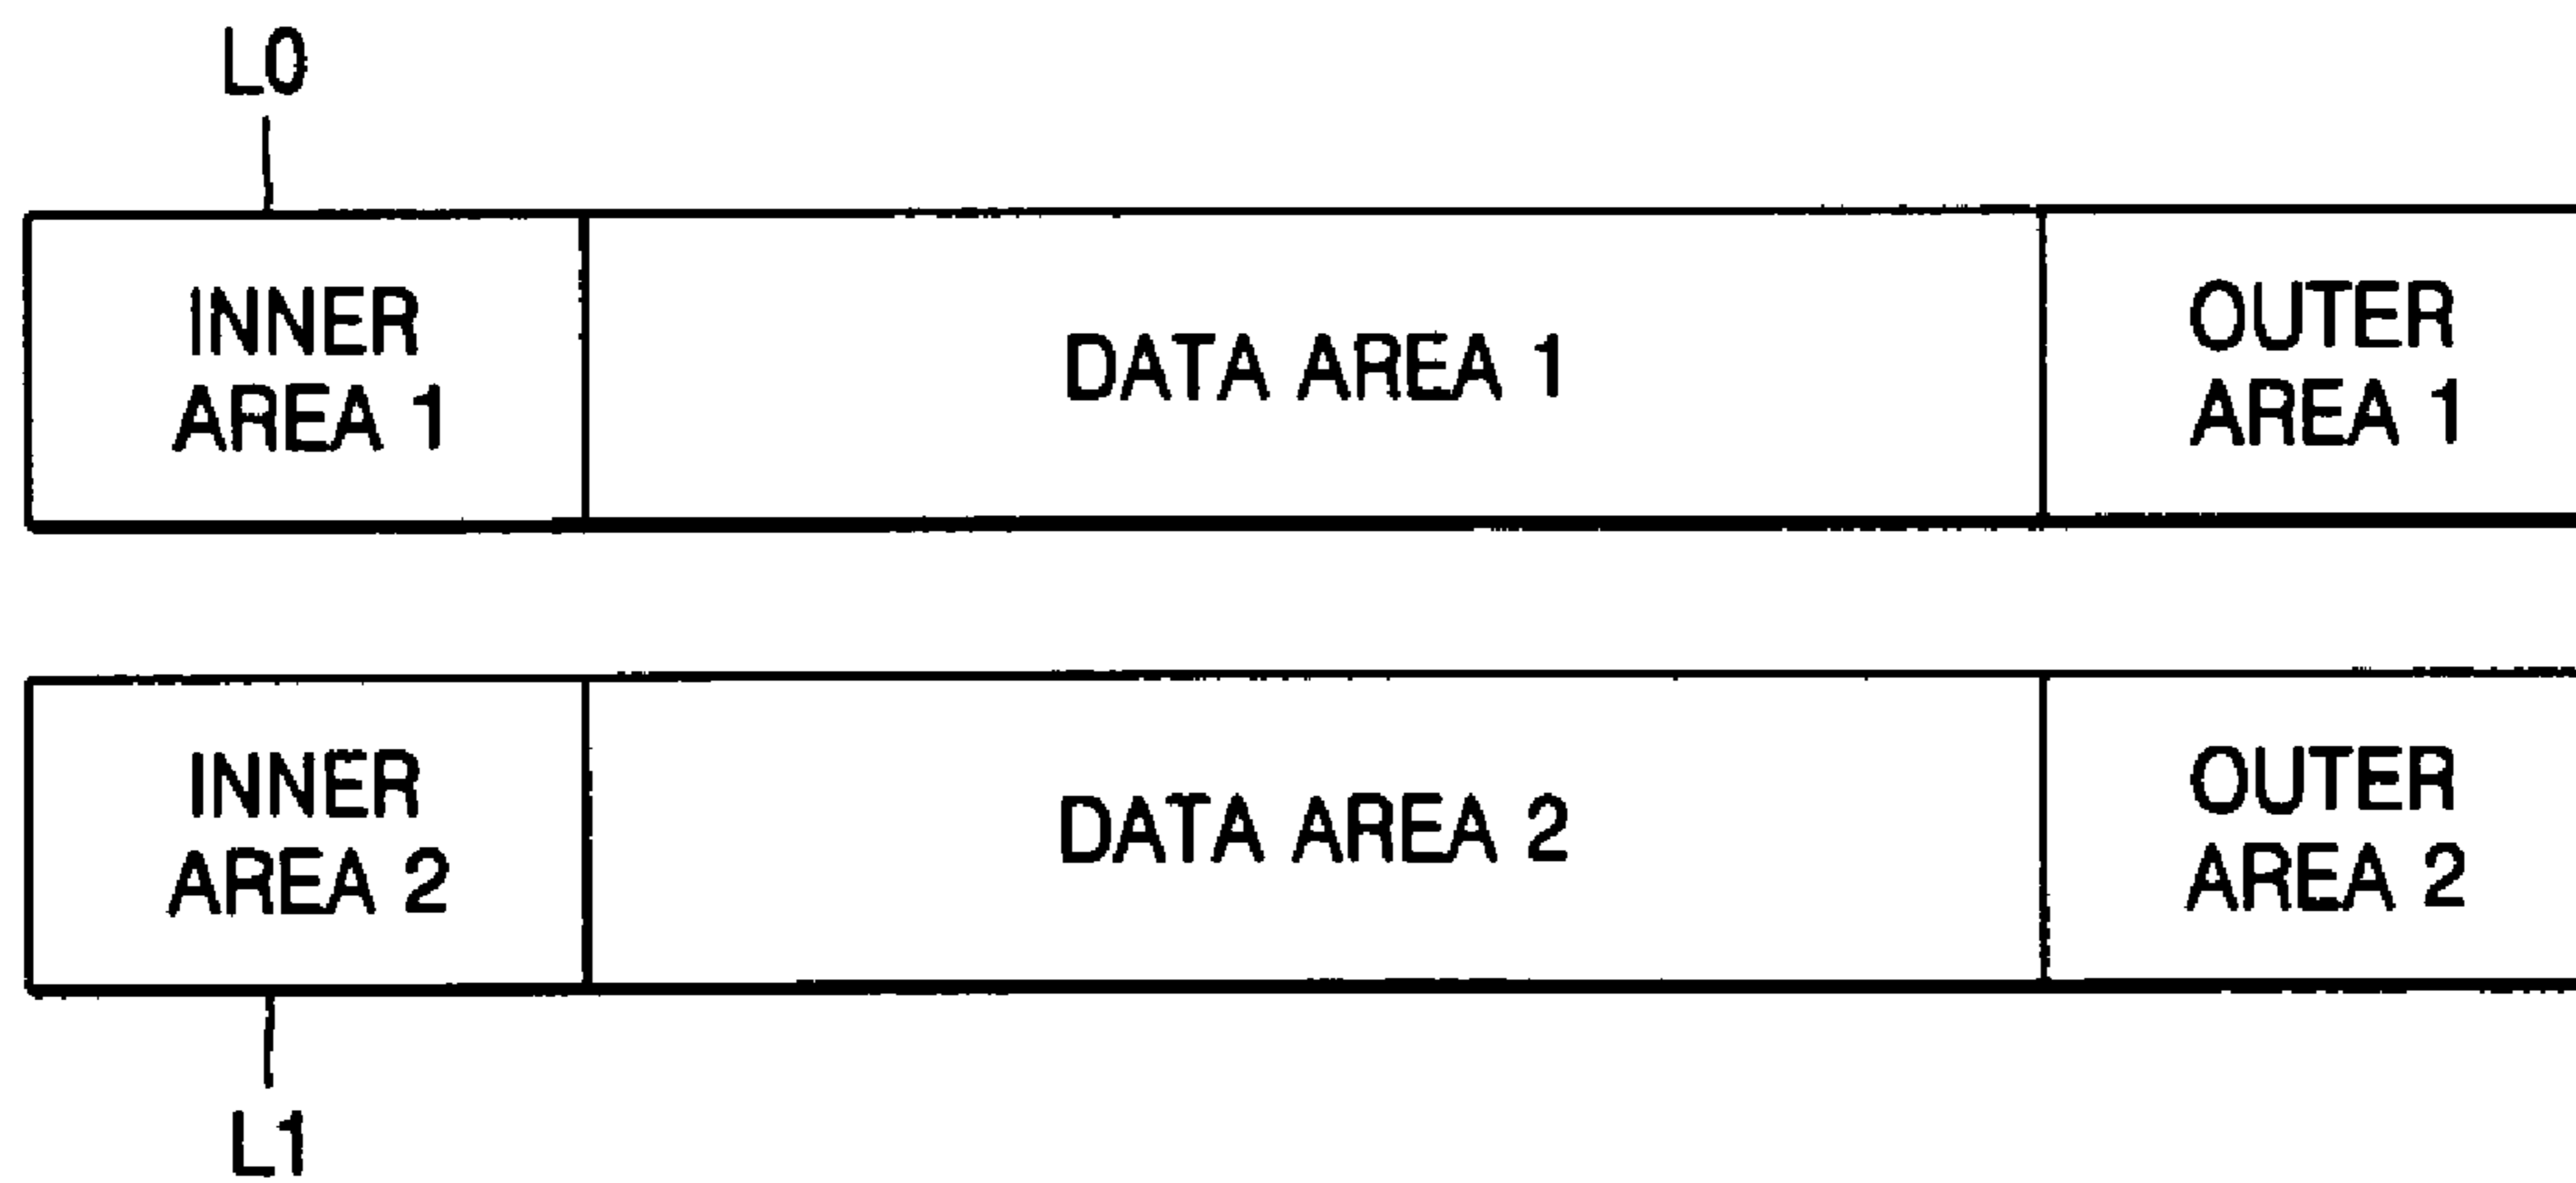 L0
INNER
AREA 1
DATA AREA 1
OUTER
AREA 1
INNER
AREA 2
DATA AREA 2
OUTER
AREA 2
L1